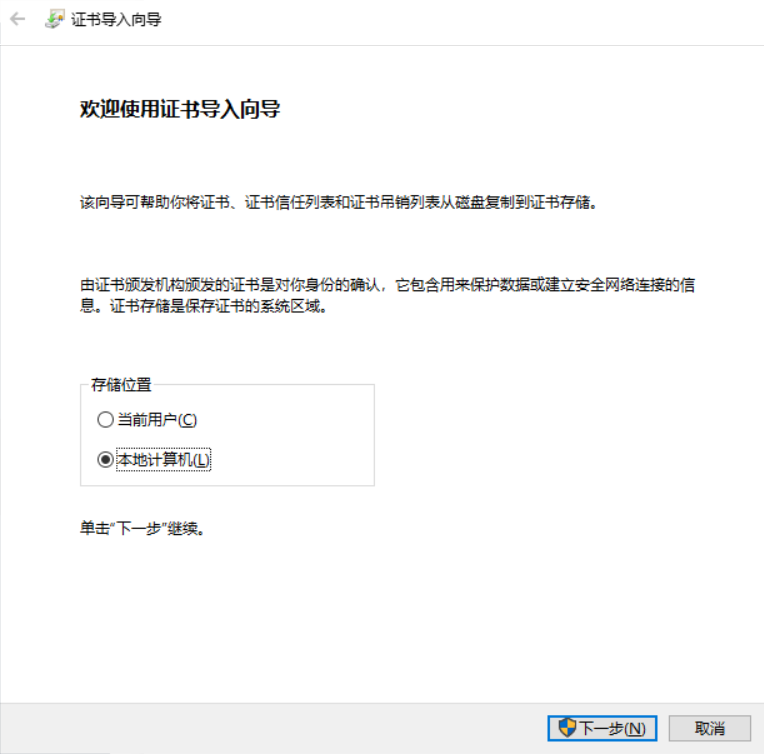 证书导入向导
欢迎使用证书导入向导
该向导可帮助你将证书、证书信任列表和证书吊销列表从磁盘复制到证书存储。
由证书颁发机构颁发的证书是对你身份的确认，它包含用来保护数据或建立安全网络连接的信
息。证书存储是保存证书的系统区域。
存储位置
当前用户(C)
本地计算机(L)
单击"下一步"继续。
下一步(N)
取消